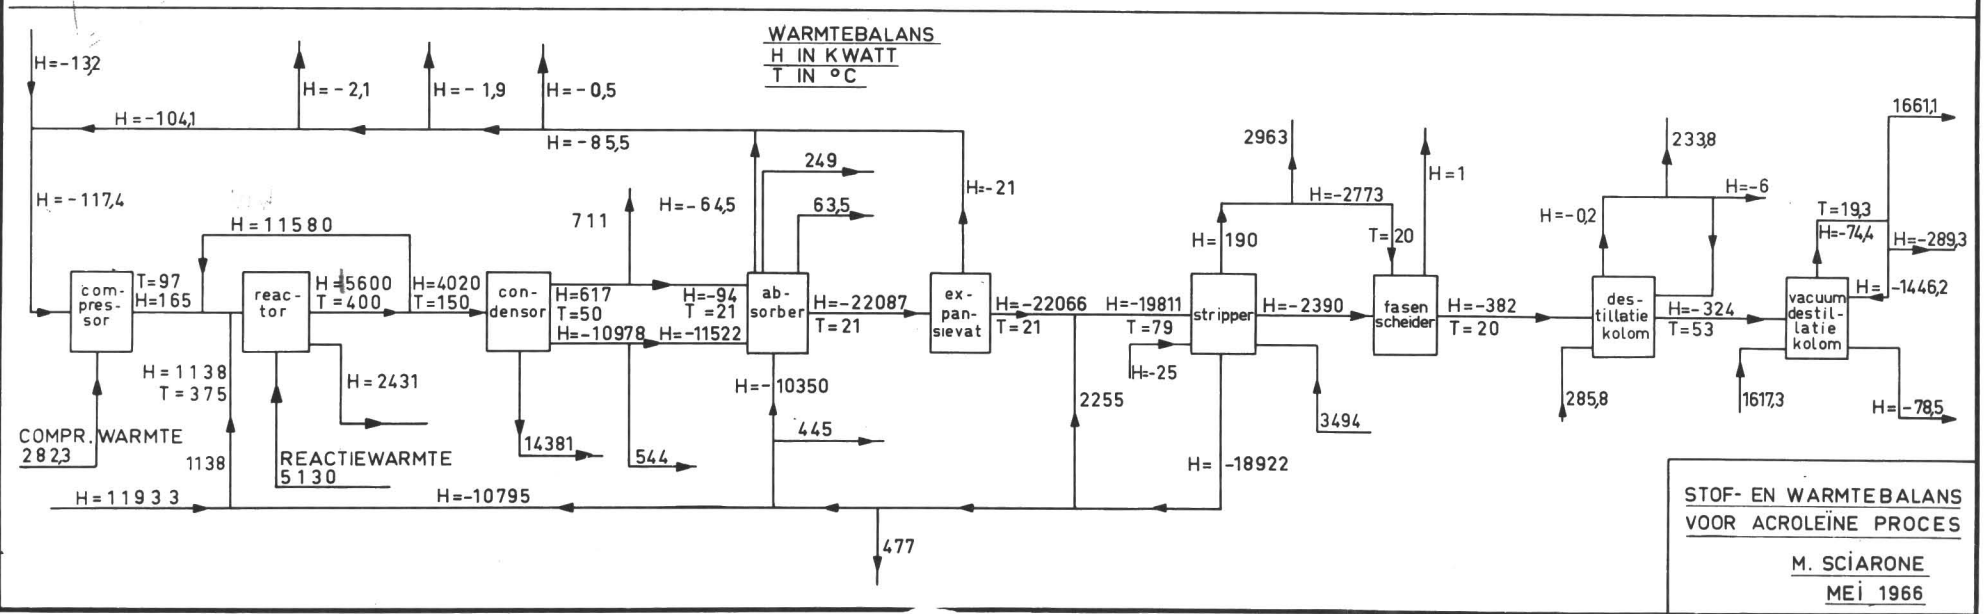 WARMTEBALANS
H IN KWATT
T IN °C
H=-13,2
H=-2,1
H=-1,9
H=-0,5
H=-104,1
H=-85,5
H=-117,4
H=11580
com-
pres-
sor
T=97
H=165
reac-
tor
H=15600
T=400
H=4020
T=150
con-
densor
H=617
T=50
H=-10978
711
H=-64,5
249
63,5
H=-94
T=21
H=-11522
ab-
sorber
H=-22087
T=21
H=-21
ex-
pan-
sievat
H=-22066
T=21
H=-19811
T=79
H=-25
stripper
H=190
2963
H=-2773
T=20
H=1
H=-2390
fasen
scheider
H=-382
T=20
H=-0,2
233,8
H=-6
des-
tillatie
kolom
H=-324
T=53
T=19,3
H=-74,4
1661,1
H=-289,3
H=-1446,2
vacuum
destil-
latie
kolom
H=-78,5
1617,3
285,8
3494
2255
H=-18922
H=-10350
445
544
14381
H=2431
H=1138
T=375
COMPR. WARMTE
282,3
REACTIEWARMTE
5130
1138
H=11933
H=-10795
477
STOF- EN WARMTEBALANS
VOOR ACROLEÏNE PROCES
M. SCIARONE
MEI 1966